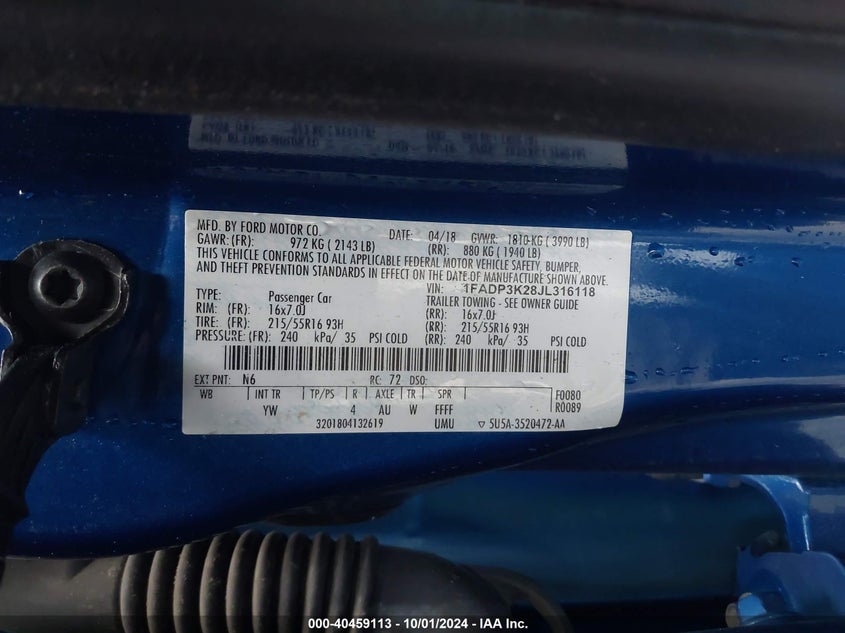 MFD. BY FORD MOTOR CO.
DATE: 04/18 GVWR: 1810 KG ( 3990 LB)
GAWR: (FR): 972 KG ( 2143 LB) (RR): 880 KG ( 1940 LB)
THIS VEHICLE CONFORMS TO ALL APPLICABLE FEDERAL MOTOR VEHICLE SAFETY, BUMPER,
AND THEFT PREVENTION STANDARDS IN EFFECT ON THE DATE OF MANUFACTURE SHOWN ABOVE.
VIN: 1FADP3K28JL316118
TYPE: Passenger Car TRAILER TOWING - SEE OWNER GUIDE
RIM: (FR): 16x7.0J (RR): 16x7.0J
TIRE: (FR): 215/55R16 93H (RR): 215/55R16 93H
PRESSURE: (FR): 240 kPa/ 35 PSI COLD (RR): 240 kPa/ 35 PSI COLD
EXT PNT: N6 RC: 72 DSO:
WB INT TR TP/PS R AXLE TR SPR F0080
YW 4 AU W FFFF R0089
3201804132619 UMU 5U5A-3520472-AA
000-40459113 - 10/01/2024 - IAA Inc.